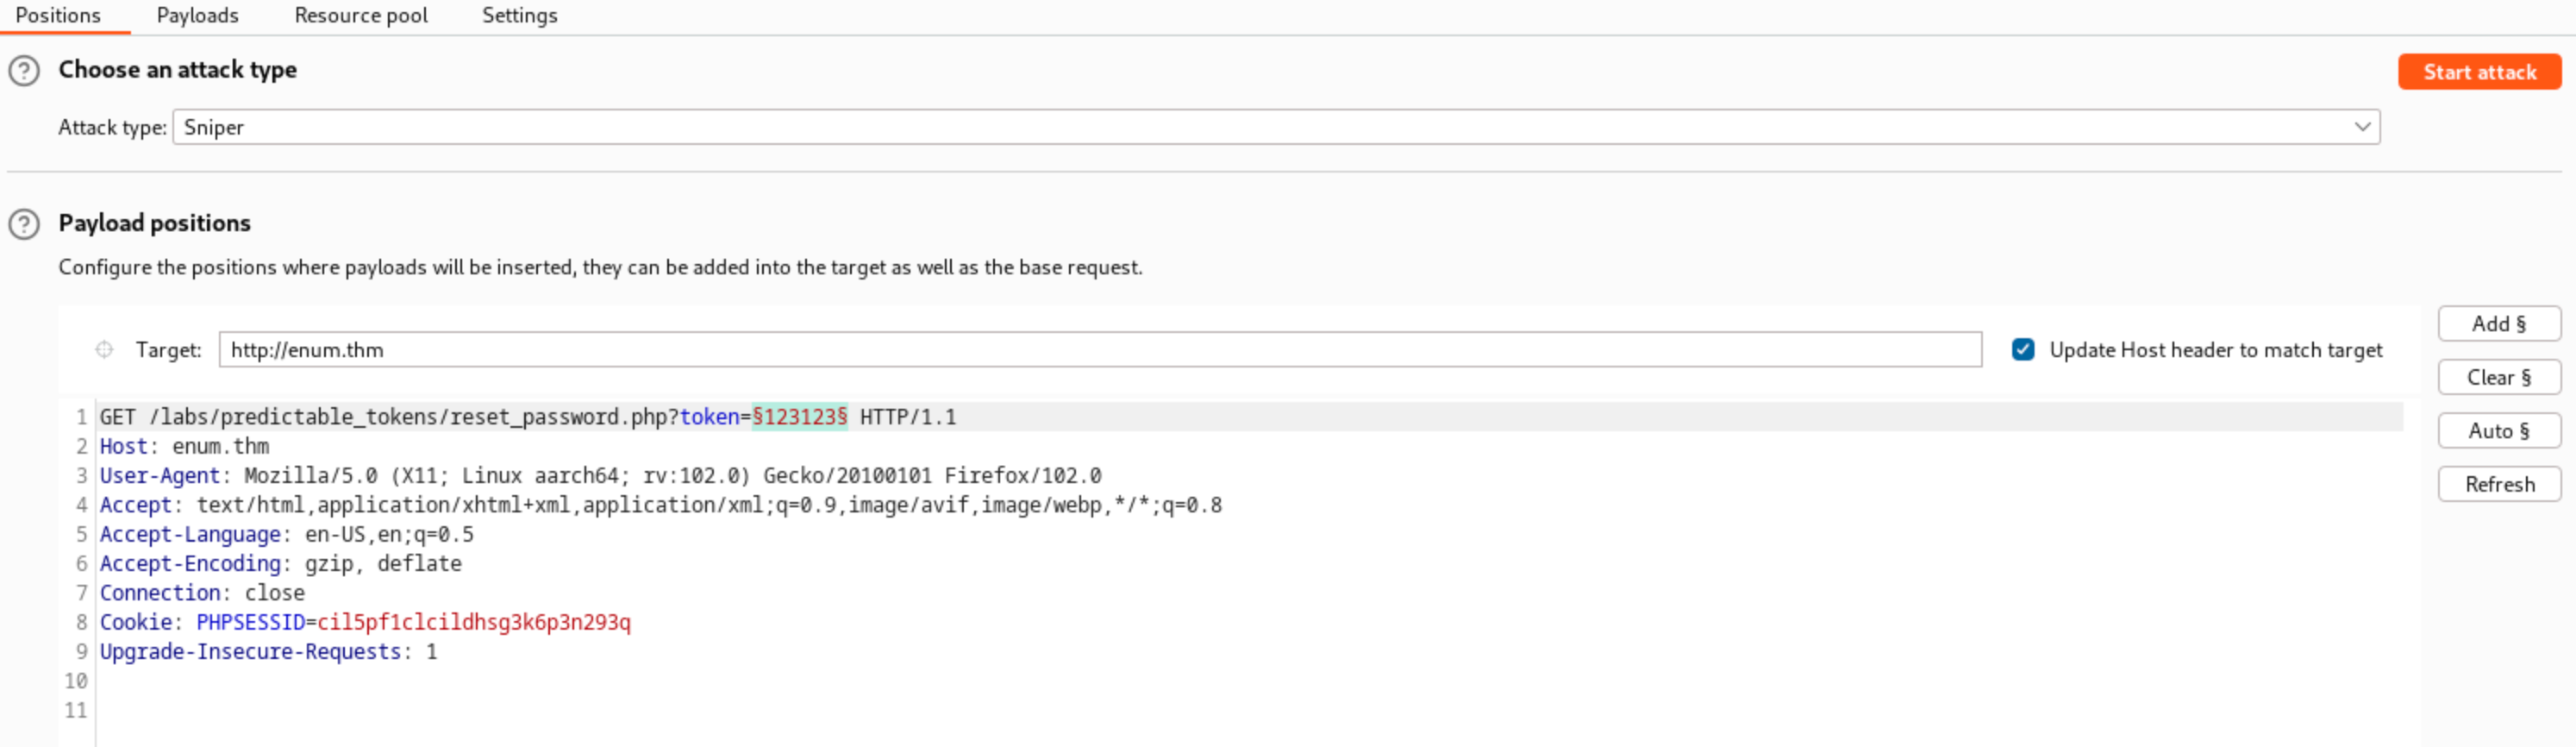 Positions Payloads Resource pool Settings
Choose an attack type
Start attack
Attack type: Sniper
Payload positions
Configure the positions where payloads will be inserted, they can be added into the target as well as the base request.
Target: http://enum.thm
Update Host header to match target
Add §
Clear §
Auto §
Refresh
1 GET /labs/predictable_tokens/reset_password.php?token=§123123§ HTTP/1.1
2 Host: enum.thm
3 User-Agent: Mozilla/5.0 (X11; Linux aarch64; rv:102.0) Gecko/20100101 Firefox/102.0
4 Accept: text/html,application/xhtml+xml,application/xml;q=0.9,image/avif,image/webp,*/*;q=0.8
5 Accept-Language: en-US,en;q=0.5
6 Accept-Encoding: gzip, deflate
7 Connection: close
8 Cookie: PHPSESSID=cil5pf1clcildhsg3k6p3n293q
9 Upgrade-Insecure-Requests: 1
10
11